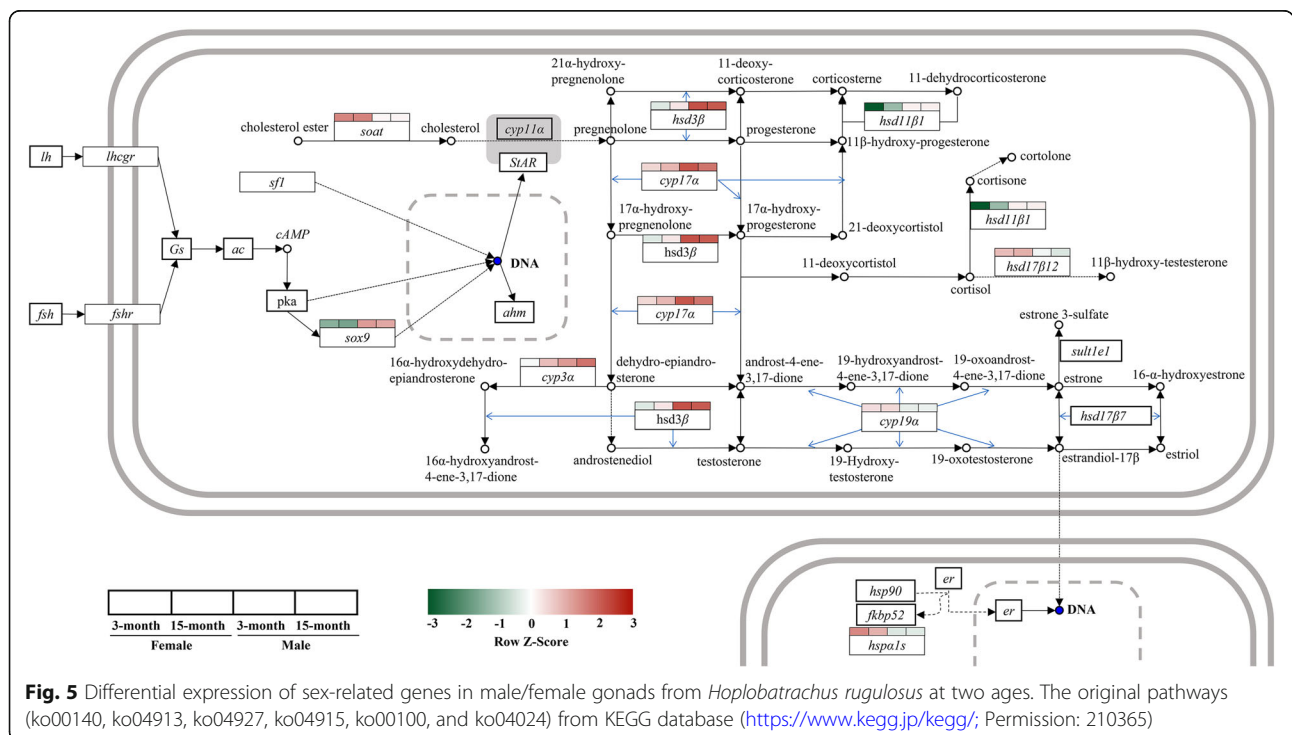 21α-hydroxy-
pregnenolone
11-deoxy-
corticosterone
corticosterne
11-dehydrocorticosterone
cholesterol ester
soat
cholesterol
cyp11α
pregnenolone
hsd3β
progesterone
hsd11β1
11β-hydroxy-progesterone
lh
lhcgr
sf1
StAR
cyp17α
cortolone
cortisone
hsd11β1
17α-hydroxy-
pregnenolone
17α-hydroxy-
progesterone
21-deoxycortistol
hsd3β
Gs
ac
cAMP
DNA
11-deoxycortistol
hsd17β12
cortisol
11β-hydroxy-testosterone
pka
ahm
fsh
fshr
sox9
cyp17α
estrone 3-sulfate
sult1e1
16α-hydroxydehydro-
epiandrosterone
cyp3α
dehydro-epiandro-
sterone
androst-4-ene-
3,17-dione
19-hydroxyandrost-
4-ene-3,17-dione
19-oxoandrost-
4-ene-3,17-dione
estrone
16-α-hydroxyestrone
hsd3β
cyp19α
hsd17β7
16α-hydroxyandrost-
4-ene-3,17-dione
androstenediol
testosterone
19-Hydroxy-
testosterone
19-oxotestosterone
estrandiol-17β
estriol
hsp90
er
fkbp52
er
DNA
hspα1s
3-month 15-month 3-month 15-month
Female Male
-3 -2 -1 0 1 2 3
Row Z-Score
Fig. 5 Differential expression of sex-related genes in male/female gonads from Hoplobatrachus rugulosus at two ages. The original pathways
(ko00140, ko04913, ko04927, ko04915, ko00100, and ko04024) from KEGG database (https://www.kegg.jp/kegg/; Permission: 210365)